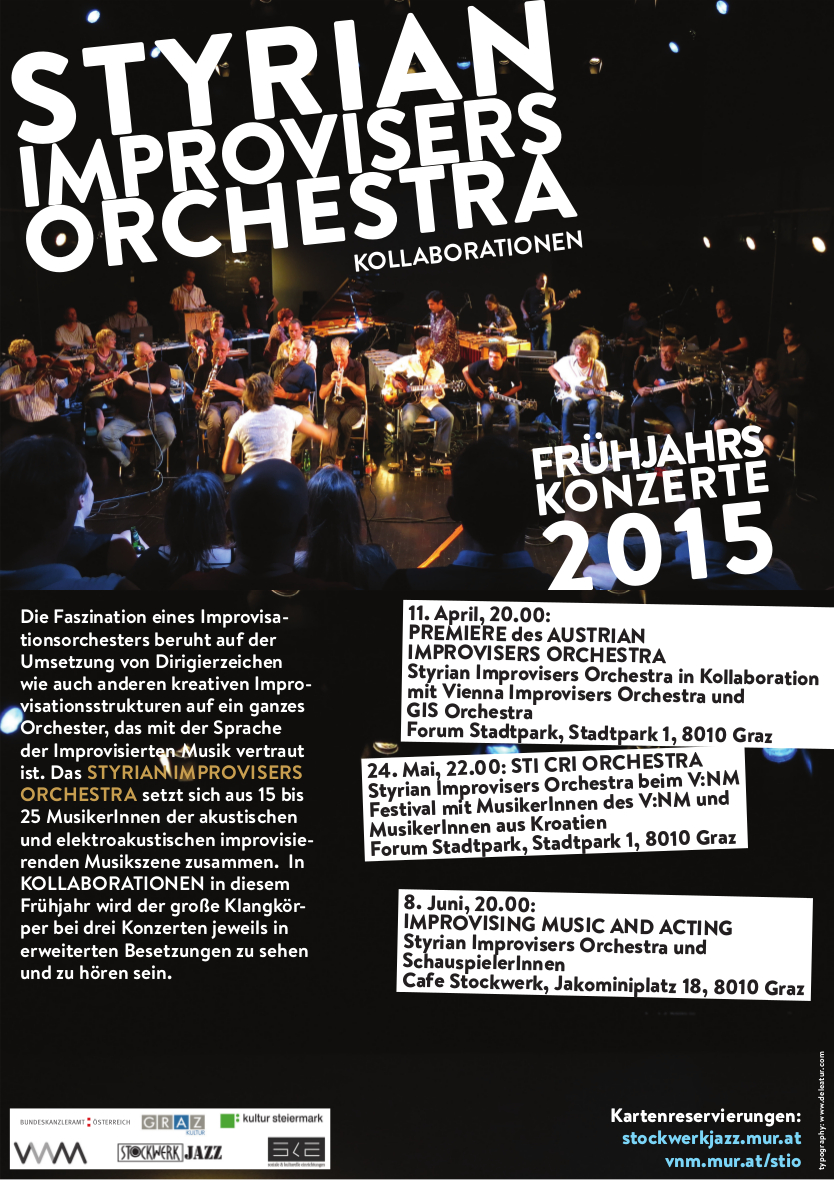 STYRIAN
IMPROVISERS
ORCHESTRA
KOLLABORATIONEN
FRÜHJAHRS
KONZERTE
2015
Die Faszination eines Improvisa-
tionsorchesters beruht auf der
Umsetzung von Dirigierzeichen
wie auch anderen kreativen Impro-
visationsstrukturen auf ein ganzes
Orchester, das mit der Sprache
der Improvisierten Musik vertraut
ist. Das STYRIAN IMPROVISERS
ORCHESTRA setzt sich aus 15 bis
25 MusikerInnen der akustischen
und elektroakustischen improvisie-
renden Musikszene zusammen. In
KOLLABORATIONEN in diesem
Frühjahr wird der große Klangkör-
per bei drei Konzerten jeweils in
erweiterten Besetzungen zu sehen
und zu hören sein.
11. April, 20.00:
PREMIERE des AUSTRIAN
IMPROVISERS ORCHESTRA
Styrian Improvisers Orchestra in Kollaboration
mit Vienna Improvisers Orchestra und
GIS Orchestra
Forum Stadtpark, Stadtpark 1, 8010 Graz
24. Mai, 22.00: STI CRI ORCHESTRA
Styrian Improvisers Orchestra beim V:NM
Festival mit MusikerInnen des V:NM und
MusikerInnen aus Kroatien
Forum Stadtpark, Stadtpark 1, 8010 Graz
8. Juni, 20.00:
IMPROVISING MUSIC AND ACTING
Styrian Improvisers Orchestra und
SchauspielerInnen
Cafe Stockwerk, Jakominiplatz 18, 8010 Graz
BUNDESKANZLERAMT ÖSTERREICH
GRAZ
KULTUR
kultur steiermark
STOCKWERK JAZZ
Kartenreservierungen:
stockwerkjazz.mur.at
vnm.mur.at/stio
typography: www.deleatur.com